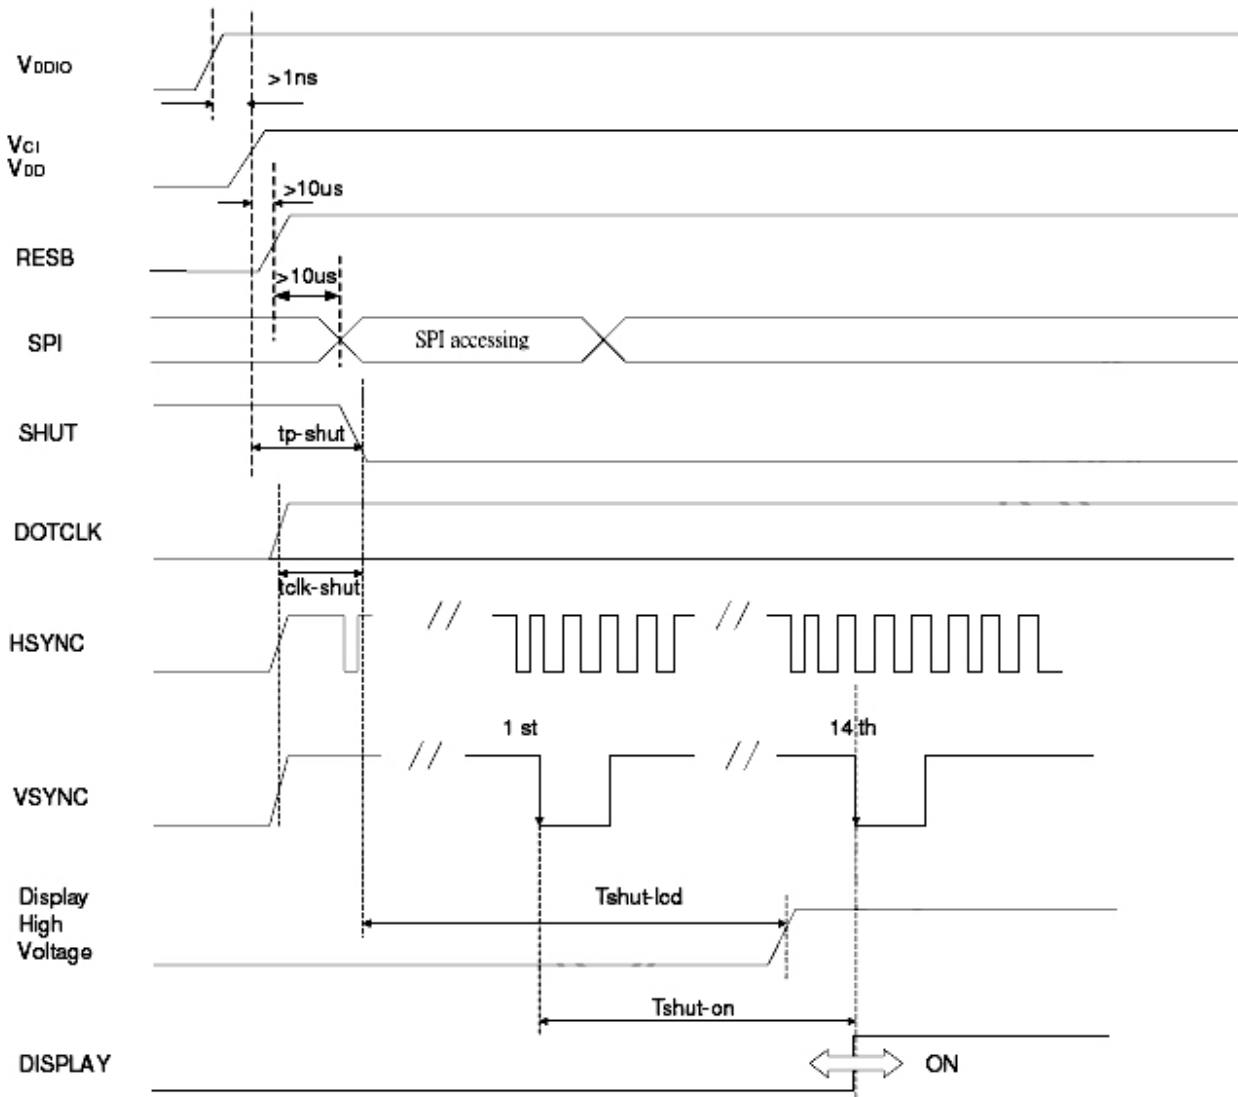 VDDIO
>1ns
VCI
VDD
>10us
RESB
>10us
SPI
SPI accessing
SHUT
tp-shut
DOTCLK
tclk-shut
HSYNC
1 st
14 th
VSYNC
Display
High
Voltage
Tshut-lcd
Tshut-on
DISPLAY
ON